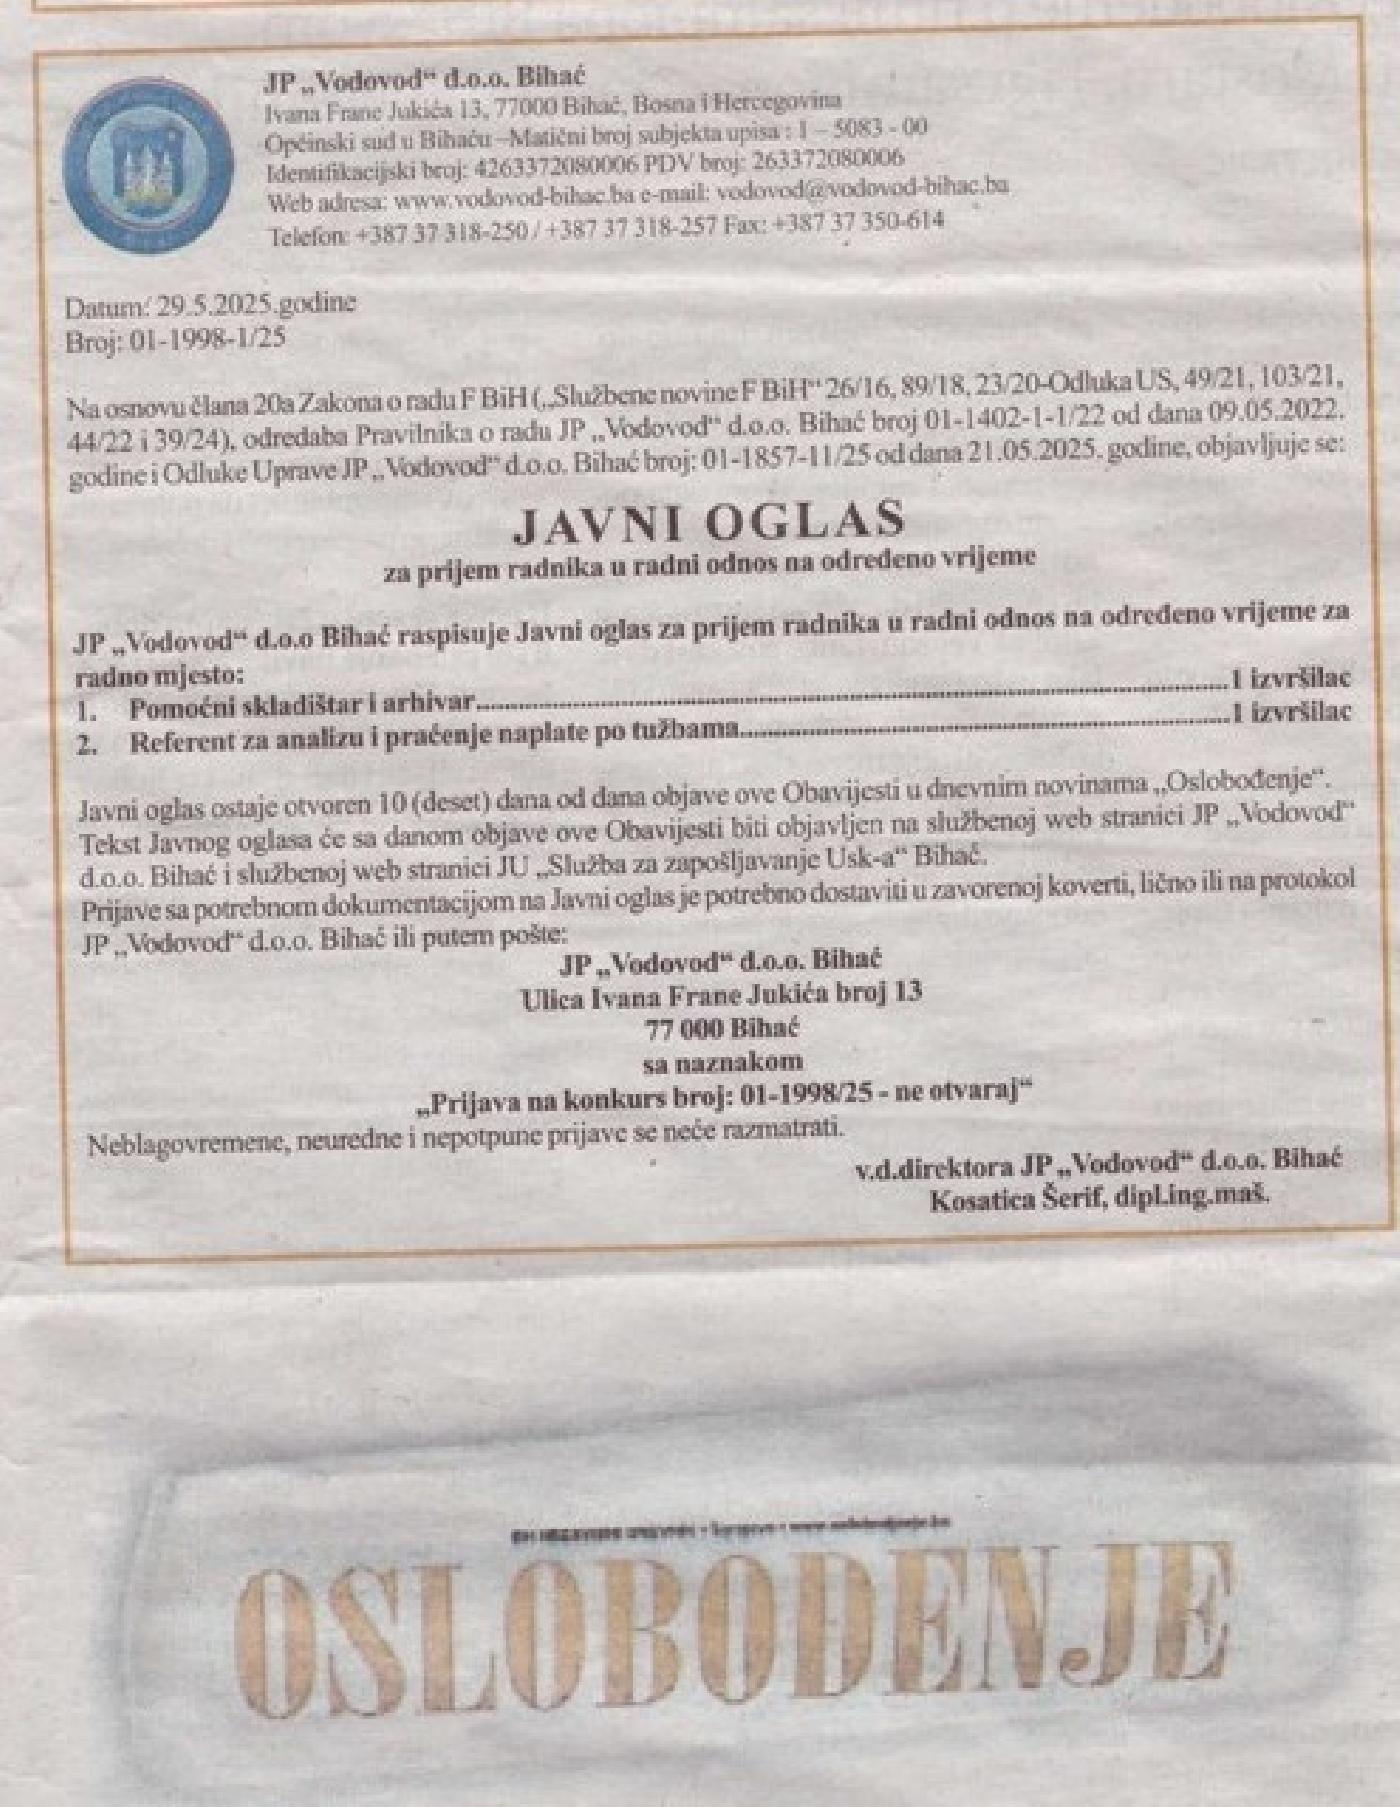 JP „Vodovod“ d.o.o. Bihać
Ivana Frane Jukića 13, 77000 Bihać, Bosna i Hercegovina
Općinski sud u Bihaću –Matični broj subjekta upisa : 1 – 5083 - 00
Identifikacijski broj: 4263372080006 PDV broj: 263372080006
Web adresa: www.vodovod-bihac.ba e-mail: vodovod@vodovod-bihac.ba
Telefon: +387 37 318-250 / +387 37 318-257 Fax: +387 37 350-614
Datum: 29.5.2025.godine
Broj: 01-1998-1/25
Na osnovu člana 20a Zakona o radu F BiH („Službene novine F BiH“ 26/16, 89/18, 23/20-Odluka US, 49/21, 103/21,
44/22 i 39/24), odredaba Pravilnika o radu JP „Vodovod“ d.o.o. Bihać broj 01-1402-1-1/22 od dana 09.05.2022.
godine i Odluke Uprave JP „Vodovod“ d.o.o. Bihać broj: 01-1857-11/25 od dana 21.05.2025. godine, objavljuje se:
JAVNI OGLAS
za prijem radnika u radni odnos na određeno vrijeme
JP „Vodovod“ d.o.o Bihać raspisuje Javni oglas za prijem radnika u radni odnos na određeno vrijeme za
radno mjesto:
1. Pomoćni skladištar i arhivar....................1 izvršilac
2. Referent za analizu i praćenje naplate po tužbama....................1 izvršilac
Javni oglas ostaje otvoren 10 (deset) dana od dana objave ove Obavijesti u dnevnim novinama „Oslobođenje“.
Tekst Javnog oglasa će sa danom objave ove Obavijesti biti objavljen na službenoj web stranici JP „Vodovod“
d.o.o. Bihać i službenoj web stranici JU „Služba za zapošljavanje Usk-a“ Bihać.
Prijave sa potrebnom dokumentacijom na Javni oglas je potrebno dostaviti u zavorenoj koverti, lično ili na protokol
JP „Vodovod“ d.o.o. Bihać ili putem pošte:
JP „Vodovod“ d.o.o. Bihać
Ulica Ivana Frane Jukića broj 13
77 000 Bihać
sa naznakom
„Prijava na konkurs broj: 01-1998/25 - ne otvaraj“
Neblagovremene, neuredne i nepotpune prijave se neće razmatrati.
v.d.direktora JP „Vodovod“ d.o.o. Bihać
Kosatica Šerif, dipl.ing.maš.
OSLOBOĐENJE